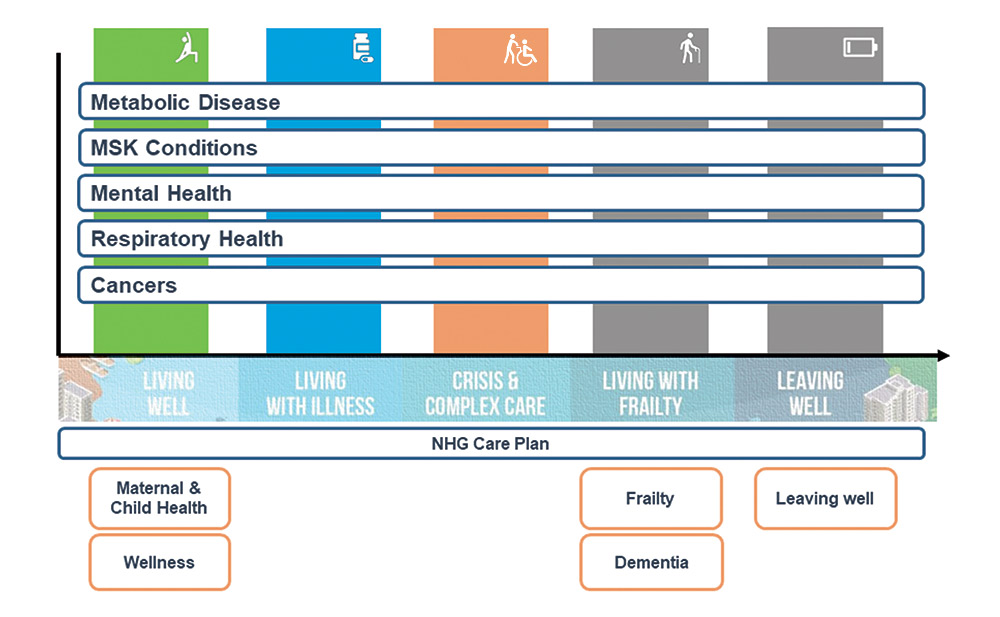 Metabolic Disease
MSK Conditions
Mental Health
Respiratory Health
Cancers
LIVING
WELL
LIVING
WITH ILLNESS
CRISIS &
COMPLEX CARE
LIVING WITH
FRAILTY
LEAVING
WELL
NHG Care Plan
Maternal &
Child Health
Wellness
Frailty
Dementia
Leaving well